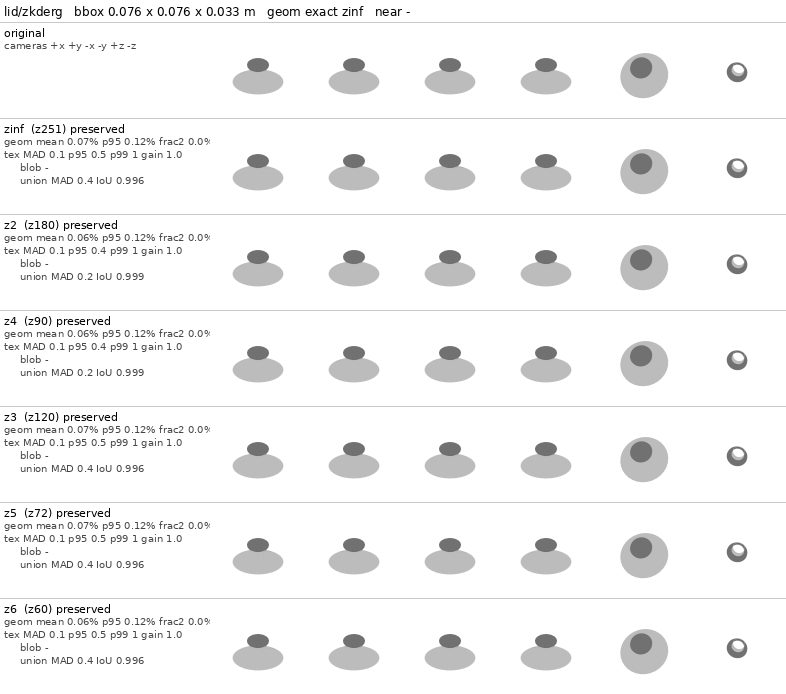 lid/zkderg   bbox 0.076 x 0.076 x 0.033 m   geom exact zinf   near -
original
cameras +x +y -x -y +z -z
zinf  (z251) preserved
geom mean 0.07% p95 0.12% frac2 0.0%
tex MAD 0.1 p95 0.5 p99 1 gain 1.0
blob -
union MAD 0.4 IoU 0.996
z2  (z180) preserved
geom mean 0.06% p95 0.12% frac2 0.0%
tex MAD 0.1 p95 0.4 p99 1 gain 1.0
blob -
union MAD 0.2 IoU 0.999
z4  (z90) preserved
geom mean 0.06% p95 0.12% frac2 0.0%
tex MAD 0.1 p95 0.4 p99 1 gain 1.0
blob -
union MAD 0.2 IoU 0.999
z3  (z120) preserved
geom mean 0.07% p95 0.12% frac2 0.0%
tex MAD 0.1 p95 0.5 p99 1 gain 1.0
blob -
union MAD 0.4 IoU 0.996
z5  (z72) preserved
geom mean 0.07% p95 0.12% frac2 0.0%
tex MAD 0.1 p95 0.5 p99 1 gain 1.0
blob -
union MAD 0.4 IoU 0.996
z6  (z60) preserved
geom mean 0.06% p95 0.12% frac2 0.0%
tex MAD 0.1 p95 0.5 p99 1 gain 1.0
blob -
union MAD 0.4 IoU 0.996